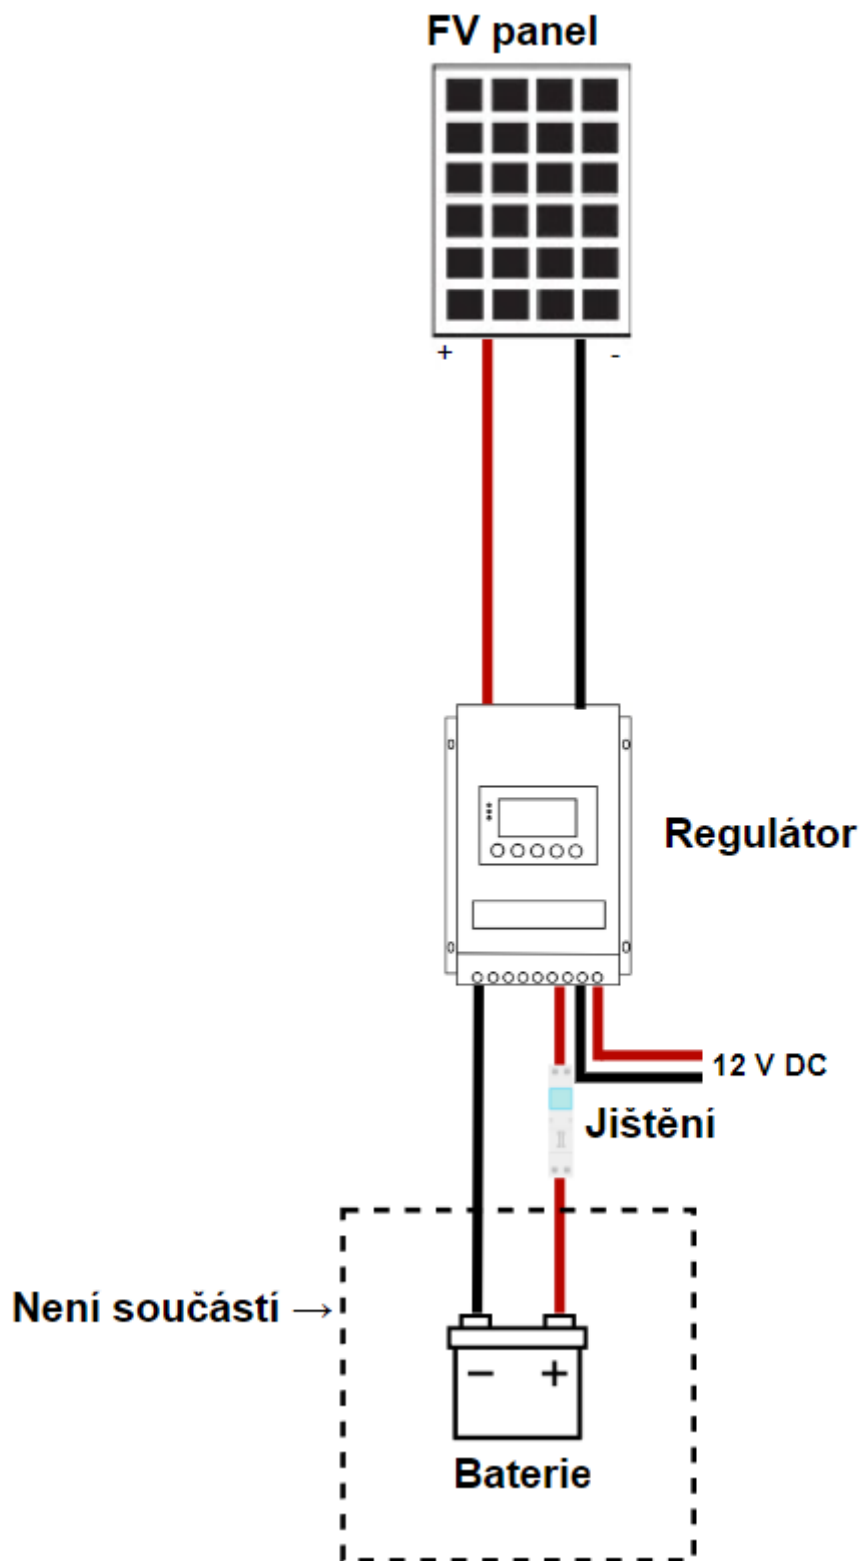 FV panel
+ -
Regulátor
12 V DC
Jištění
Není součástí →
− +
Baterie